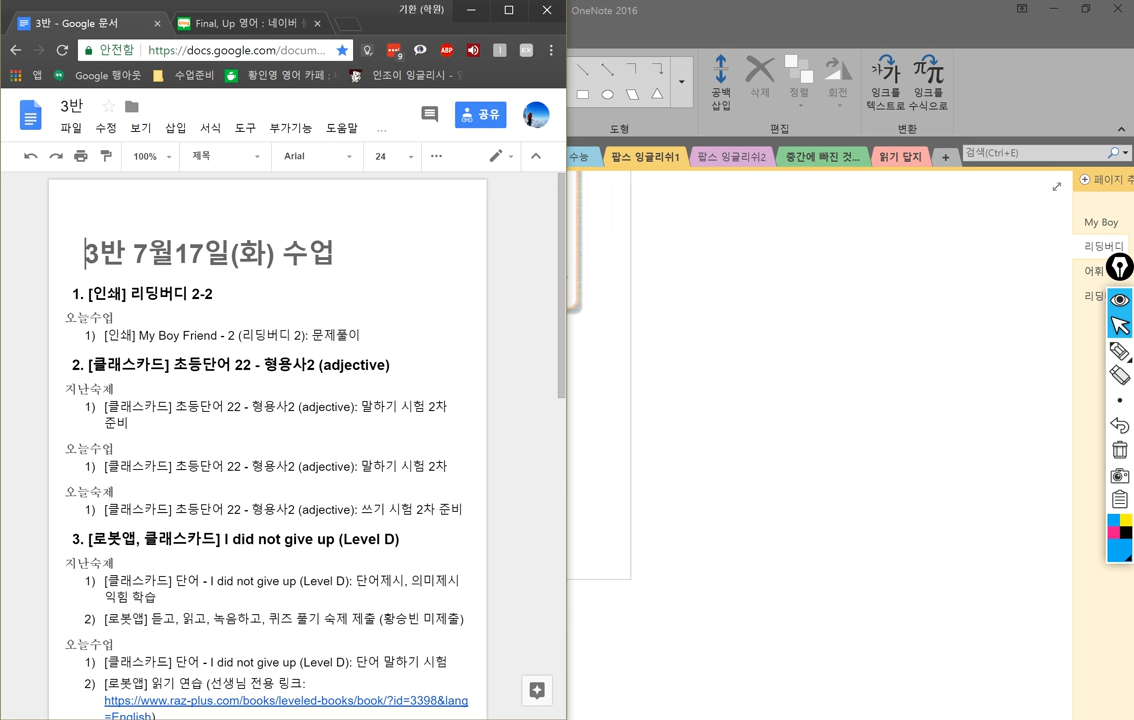 기환 (학원)
3반 - Google 문서
Final, Up 영어 : 네이버
안전함
https://docs.google.com/docum...
9
ABP
앱
Google 행아웃
수업준비
황인영 영어 카페 :
인조이 잉글리시 -
3반
파일 수정 보기 삽입 서식 도구 부가기능 도움말 ...
공유
100% 제목 Arial 24
3반 7월17일(화) 수업
1. [인쇄] 리딩버디 2-2
오늘수업
1) [인쇄] My Boy Friend - 2 (리딩버디 2): 문제풀이
2. [클래스카드] 초등단어 22 - 형용사2 (adjective)
지난숙제
1) [클래스카드] 초등단어 22 - 형용사2 (adjective): 말하기 시험 2차
준비
오늘수업
1) [클래스카드] 초등단어 22 - 형용사2 (adjective): 말하기 시험 2차
오늘숙제
1) [클래스카드] 초등단어 22 - 형용사2 (adjective): 쓰기 시험 2차 준비
3. [로봇앱, 클래스카드] I did not give up (Level D)
지난숙제
1) [클래스카드] 단어 - I did not give up (Level D): 단어제시, 의미제시
익힘 학습
2) [로봇앱] 듣고, 읽고, 녹음하고, 퀴즈 풀기 숙제 제출 (황승빈 미제출)
오늘수업
1) [클래스카드] 단어 - I did not give up (Level D): 단어 말하기 시험
2) [로봇앱] 읽기 연습 (선생님 전용 링크:
https://www.raz-plus.com/books/leveled-books/book/?id=3398&lang
=English)
OneNote 2016
공백
삽입
삭제
정렬
회전
잉크를
텍스트로
잉크를
수식으로
도형
편집
변환
수능
팝스 잉글리쉬1
팝스 잉글리쉬2
중간에 빠진 것...
읽기 답지
+
검색(Ctrl+E)
페이지
My Boy
리딩버디
어휘